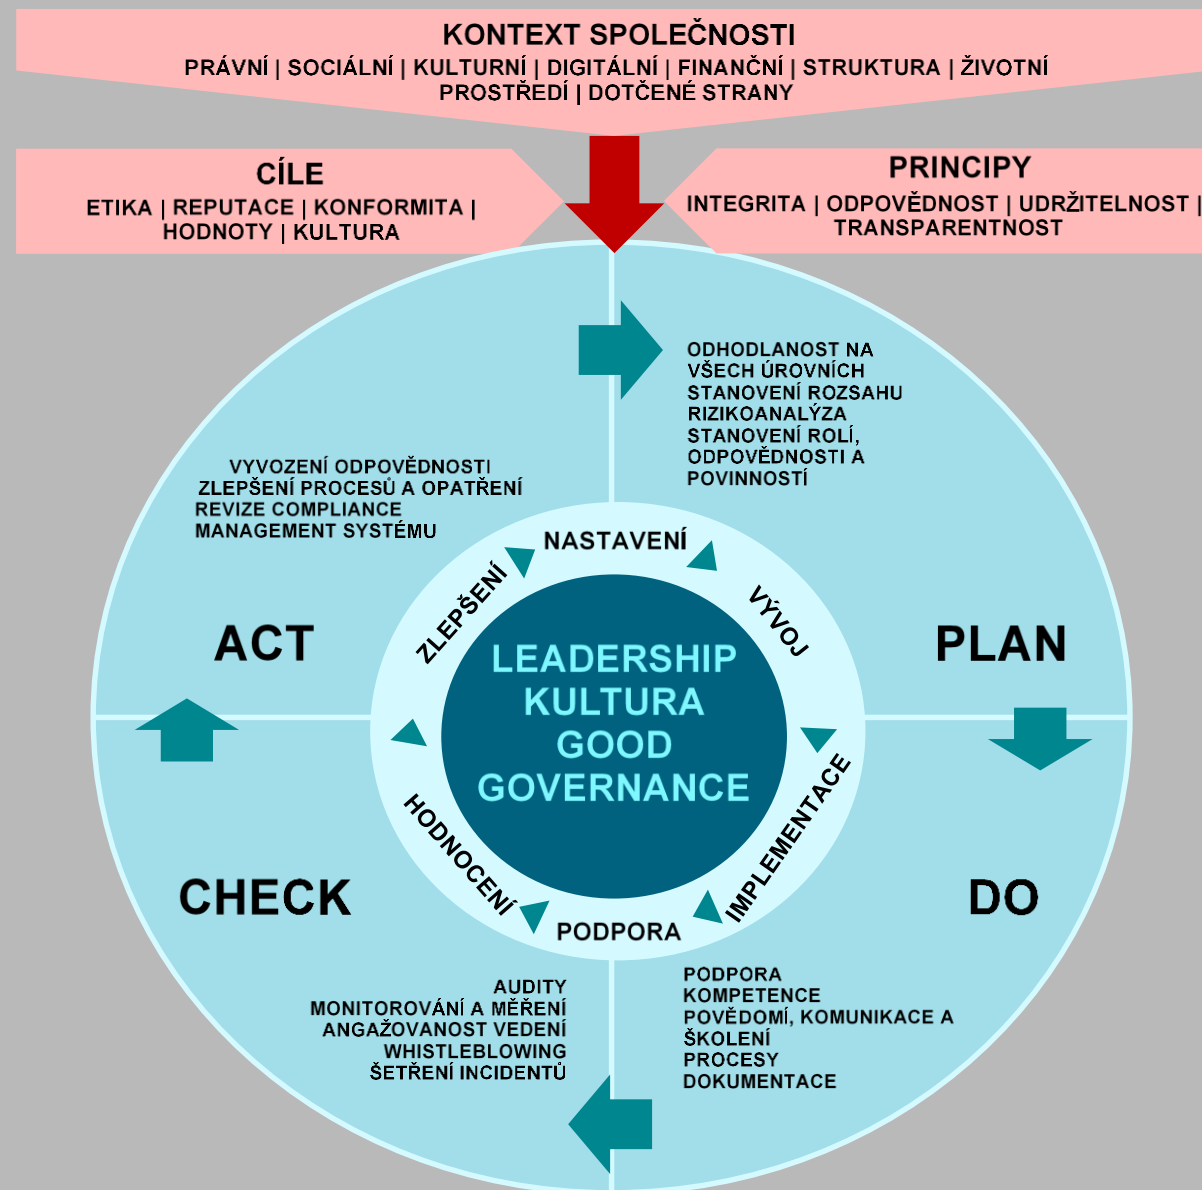 KONTEXT SPOLEČNOSTI
PRÁVNÍ | SOCIÁLNÍ | KULTURNÍ | DIGITÁLNÍ | FINANČNÍ | STRUKTURA | ŽIVOTNÍ
PROSTŘEDÍ | DOTČENÉ STRANY
CÍLE
ETIKA | REPUTACE | KONFORMITA |
HODNOTY | KULTURA
PRINCIPY
INTEGRITA | ODPOVĚDNOST | UDRŽITELNOST |
TRANSPARENTNOST
ODHODLANOST NA
VŠECH ÚROVNÍCH
STANOVENÍ ROZSAHU
RIZIKOANALÝZA
STANOVENÍ ROLÍ,
ODPOVĚDNOSTI A
POVINNOSTÍ
VYVOZENÍ ODPOVĚDNOSTI
ZLEPŠENÍ PROCESŮ A OPATŘENÍ
REVIZE COMPLIANCE
MANAGEMENT SYSTÉMU
NASTAVENÍ
ZLEPŠENÍ
VÝVOJ
ACT
PLAN
LEADERSHIP
KULTURA
GOOD
GOVERNANCE
HODNOCENÍ
IMPLEMENTACE
CHECK
DO
PODPORA
AUDITY
MONITOROVÁNÍ A MĚŘENÍ
ANGAŽOVANOST VEDENÍ
WHISTLEBLOWING
ŠETŘENÍ INCIDENTŮ
PODPORA
KOMPETENCE
POVĚDOMÍ, KOMUNIKACE A
ŠKOLENÍ
PROCESY
DOKUMENTACE